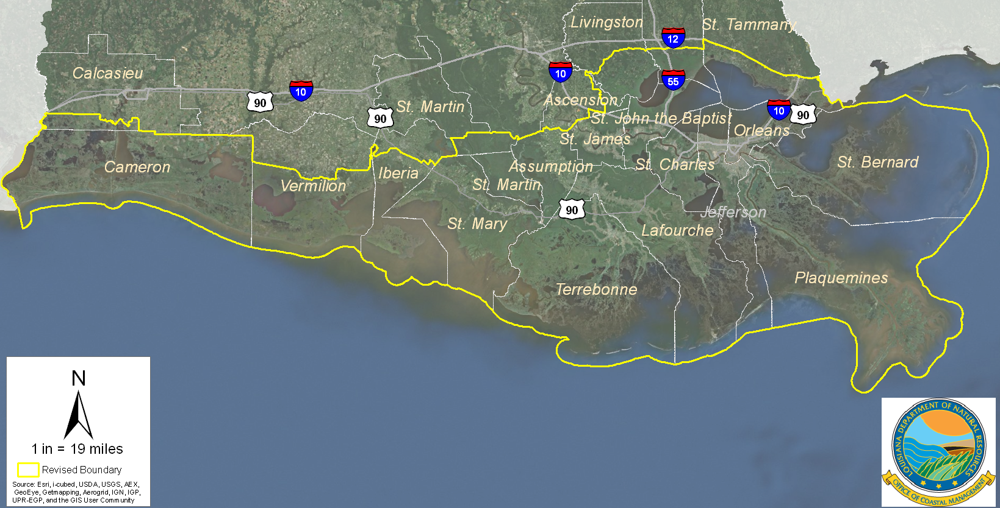 Livingston
St. Tammany
12
Calcasieu
10
55
10
90
St. Martin
Ascension
10
90
90
St. John the Baptist
Orleans
St. James
Cameron
Vermilion
Iberia
Assumption
St. Charles
St. Bernard
St. Martin
90
Jefferson
St. Mary
Lafourche
Terrebonne
Plaquemines
N
1 in = 19 miles
Revised Boundary
Source: Esri, i-cubed, USDA, USGS, AEX,
GeoEye, Getmapping, Aerogrid, IGN, IGP,
UPR-EGP, and the GIS User Community
LOUISIANA DEPARTMENT OF NATURAL RESOURCES
OFFICE OF COASTAL MANAGEMENT